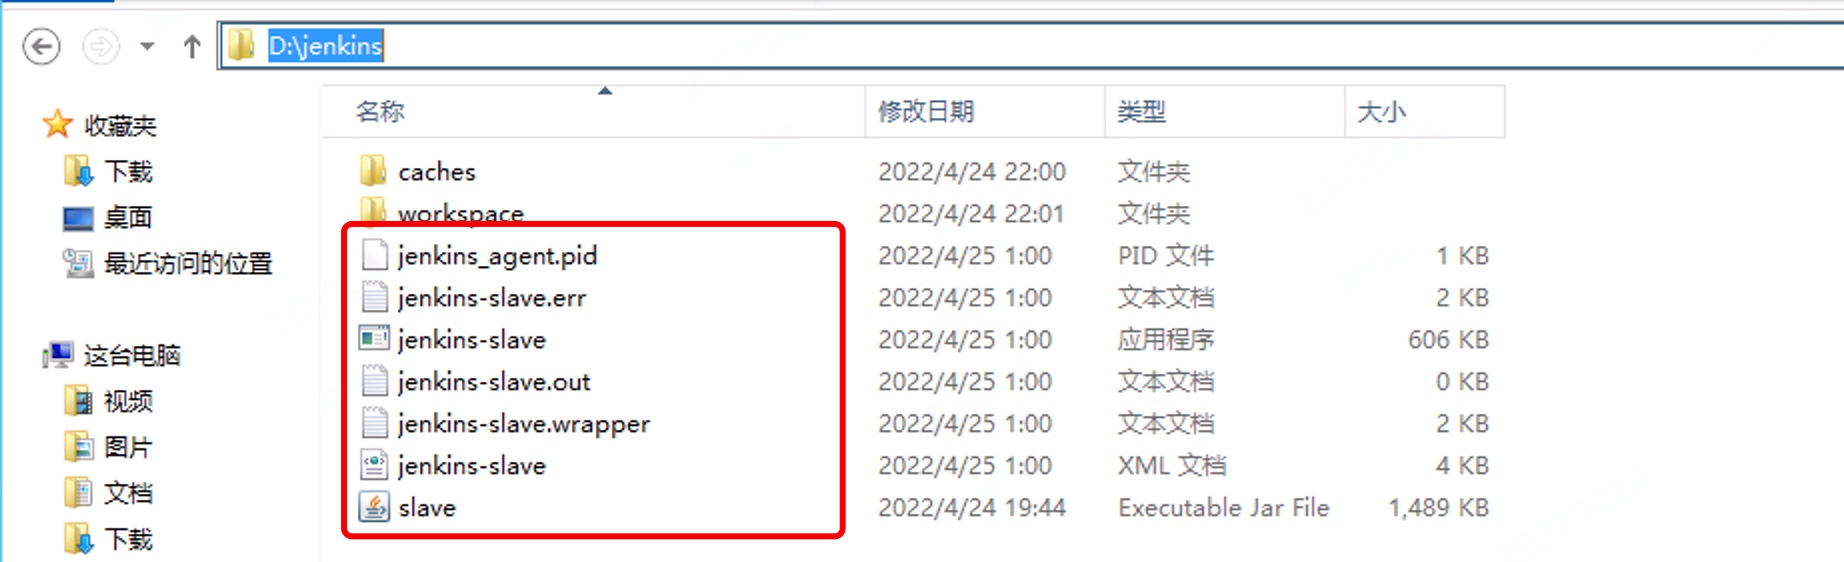 D:\jenkins
名称 修改日期 类型 大小
收藏夹
下载
桌面
最近访问的位置
这台电脑
视频
图片
文档
下载
caches 2022/4/24 22:00 文件夹
workspace 2022/4/24 22:01 文件夹
jenkins_agent.pid 2022/4/25 1:00 PID 文件 1 KB
jenkins-slave.err 2022/4/25 1:00 文本文档 2 KB
jenkins-slave 2022/4/25 1:00 应用程序 606 KB
jenkins-slave.out 2022/4/25 1:00 文本文档 0 KB
jenkins-slave.wrapper 2022/4/25 1:00 文本文档 2 KB
jenkins-slave 2022/4/25 1:00 XML 文档 4 KB
slave 2022/4/24 19:44 Executable Jar File 1,489 KB